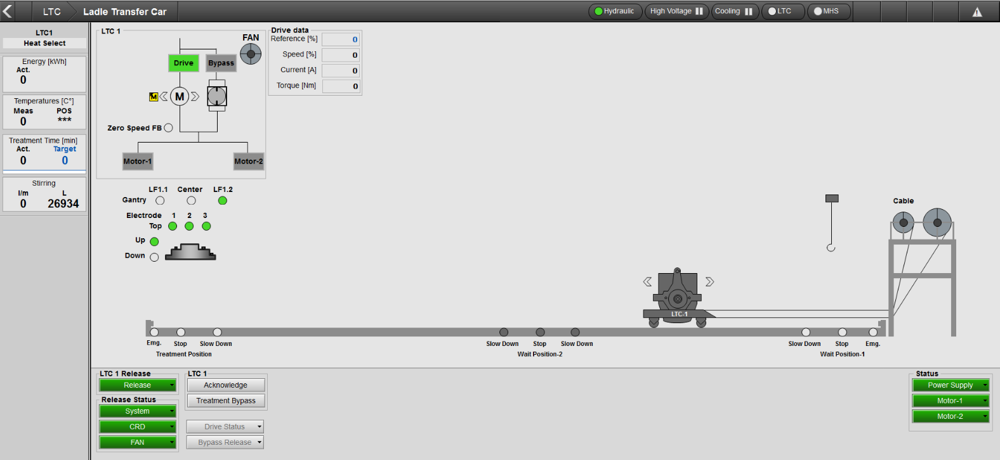 LTC Ladle Transfer Car Hydraulic High Voltage Cooling LTC MHS
LTC1
Heat Select
Energy [kWh]
Act.
0
Temperatures [C°]
Meas POS
0 ***
Treatment Time [min]
Act. Target
0 0
Stirring
l/m L
0 26934
LTC 1
FAN
Drive Bypass
M M
Zero Speed FB
Motor-1 Motor-2
Drive data
Reference [%] 0
Speed [%] 0
Current [A] 0
Torque [Nm] 0
LF1.1 Center LF1.2
Gantry
Electrode 1 2 3
Top
Up
Down
Cable
LTC-1
Emg. Stop Slow Down
Treatment Position
Slow Down Stop Slow Down
Wait Position-2
Slow Down Stop Emg.
Wait Position-1
LTC 1 Release
Release
Release Status
System
CRD
FAN
LTC 1
Acknowledge
Treatment Bypass
Drive Status
Bypass Release
Status
Power Supply
Motor-1
Motor-2